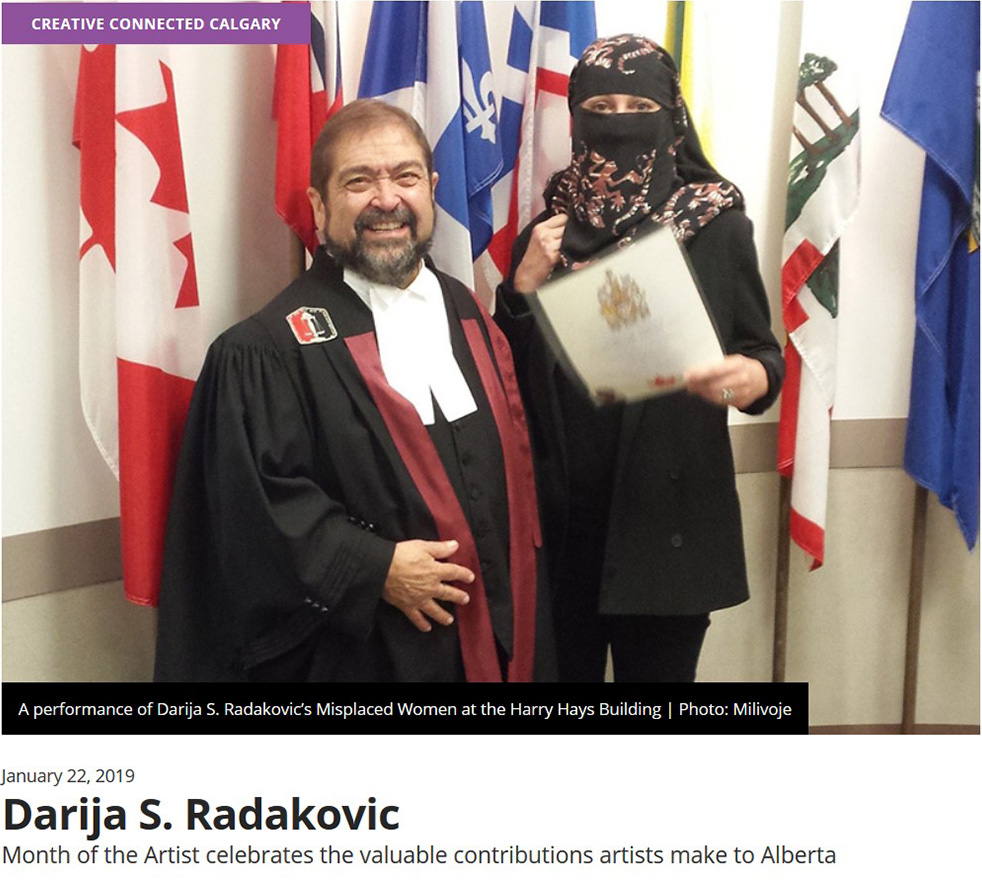 CREATIVE CONNECTED CALGARY
A performance of Darija S. Radakovic’s Misplaced Women at the Harry Hays Building | Photo: Milivoje
January 22, 2019
Darija S. Radakovic
Month of the Artist celebrates the valuable contributions artists make to Alberta